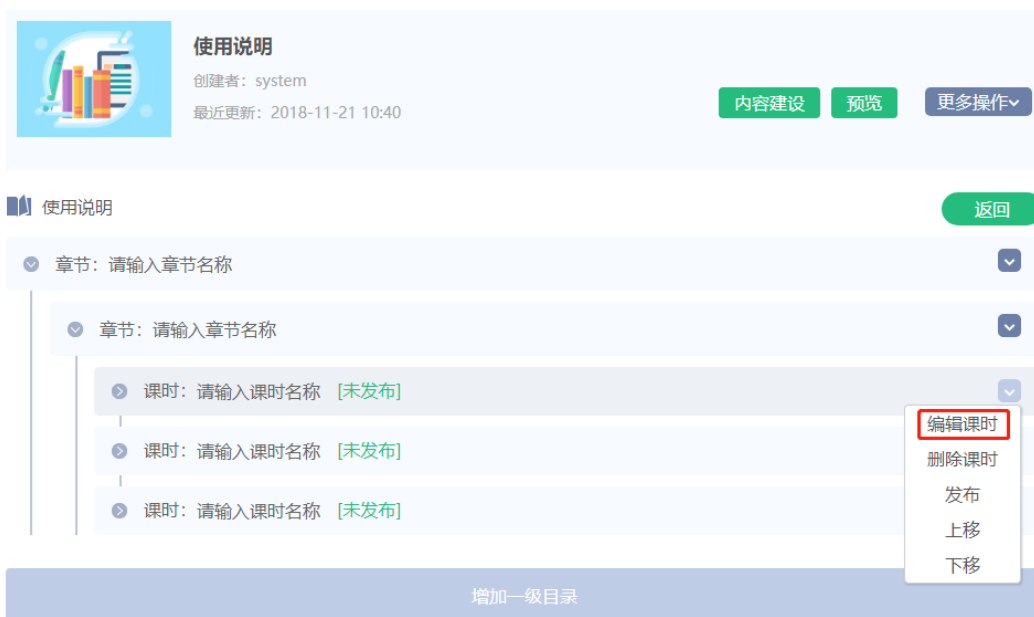 使用说明
创建者：system
最近更新：2018-11-21 10:40
内容建设 预览 更多操作
使用说明 返回
章节：请输入章节名称
章节：请输入章节名称
课时：请输入课时名称 [未发布]
编辑课时
课时：请输入课时名称 [未发布]
删除课时
发布
课时：请输入课时名称 [未发布]
上移
下移
增加一级目录